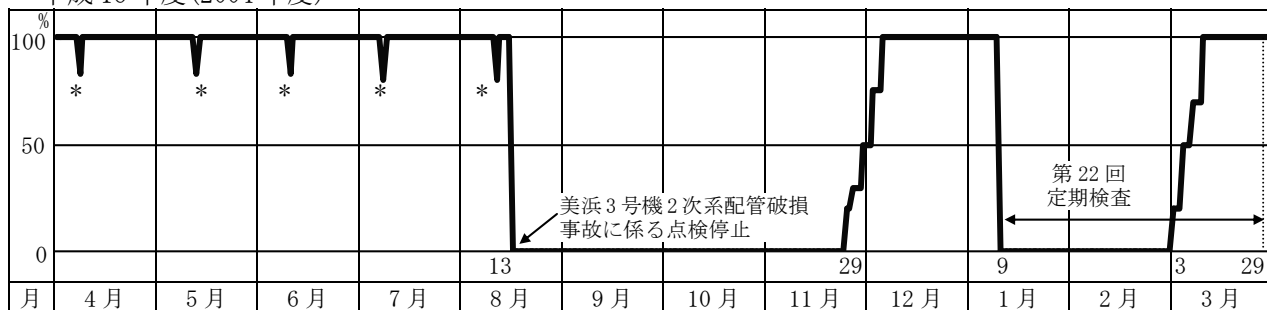 %
100
50
0
* * * * *
美浜3号機2次系配管破損
事故に係る点検停止
第22回
定期検査
13 29 9 3 29
月 4月 5月 6月 7月 8月 9月 10月 11月 12月 1月 2月 3月